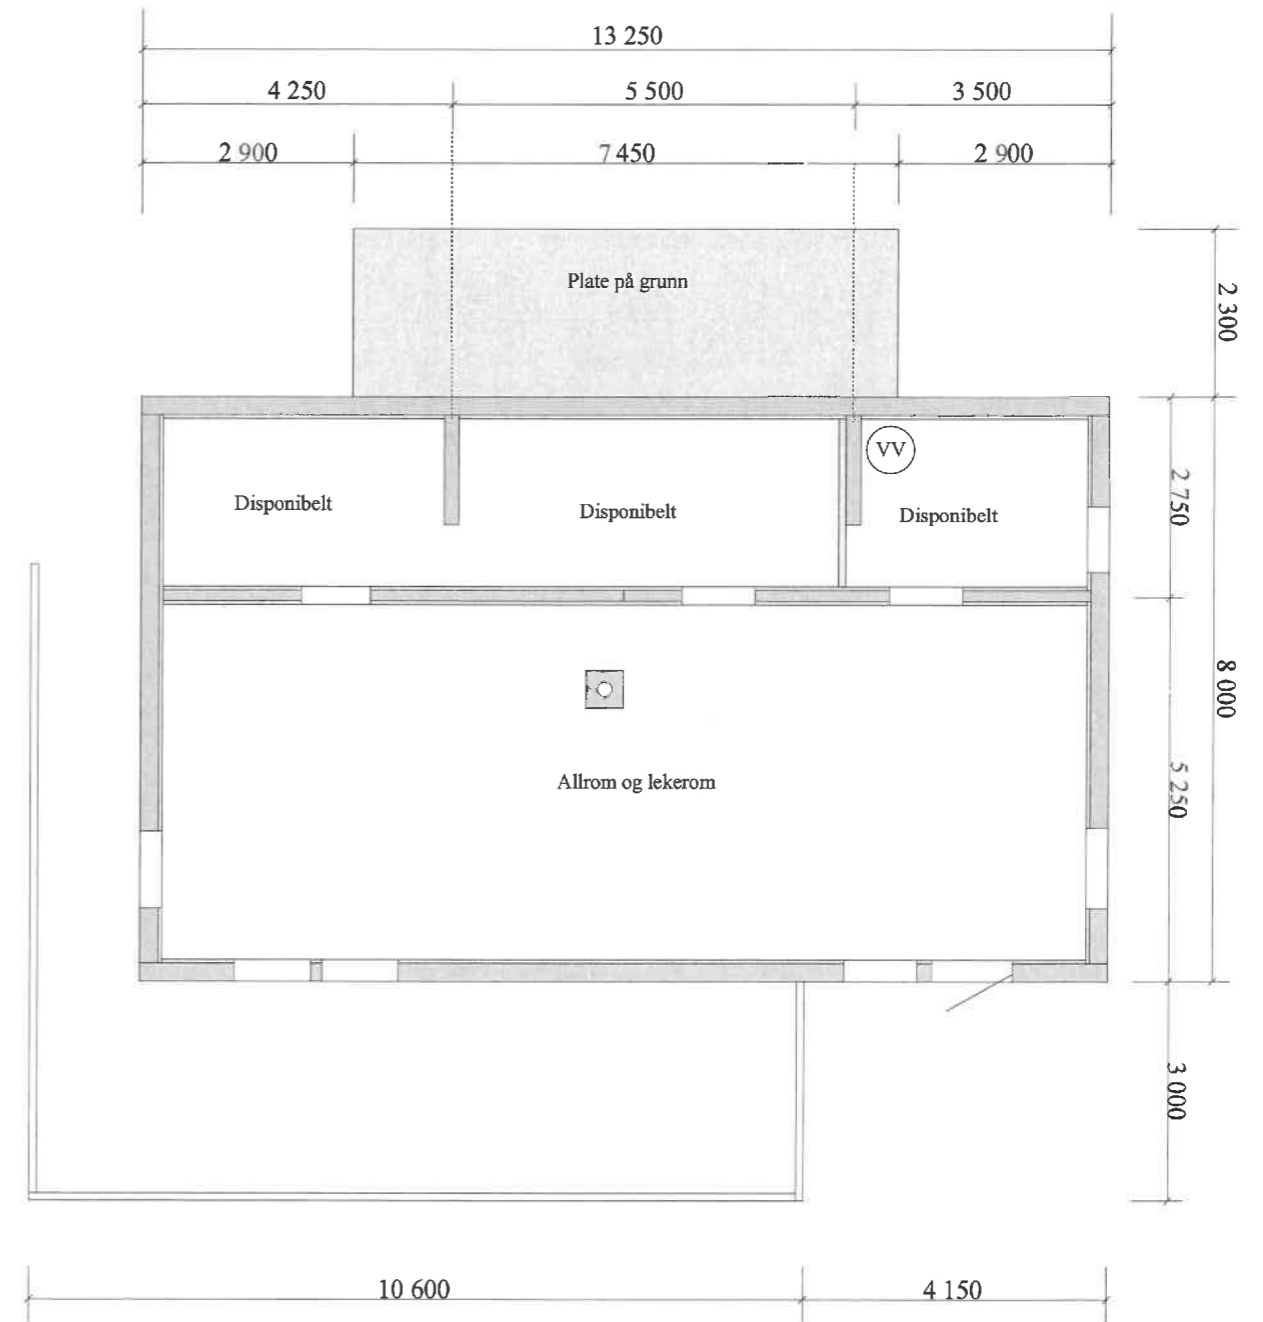 13 250
4 250
5 500
3 500
2 900
7 450
2 900
Plate på grunn
2 300
VV
Disponibelt
Disponibelt
Disponibelt
2 750
8 000
Allrom og lekerom
5 250
3 000
10 600
4 150